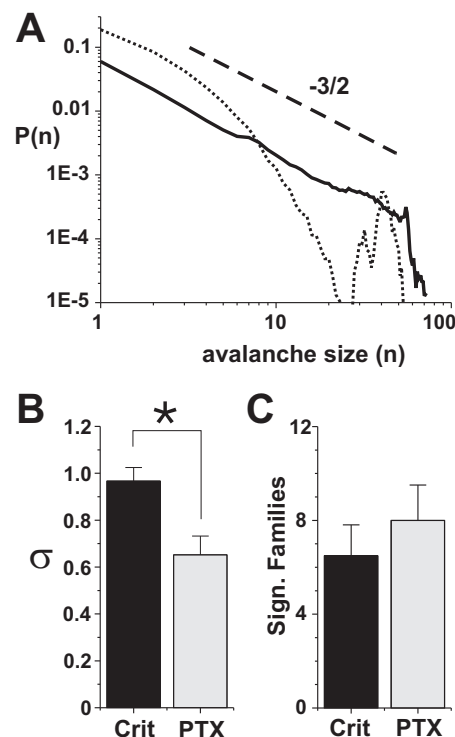 A
0.1
-3/2
P(n)
0.01
1E-3
1E-4
1E-5
1 10 100
avalanche size (n)
B
1.2
*
1.0
0.8
σ
0.6
0.4
0.2
0
Crit PTX
C
12
Sign. Families
8
4
0
Crit PTX